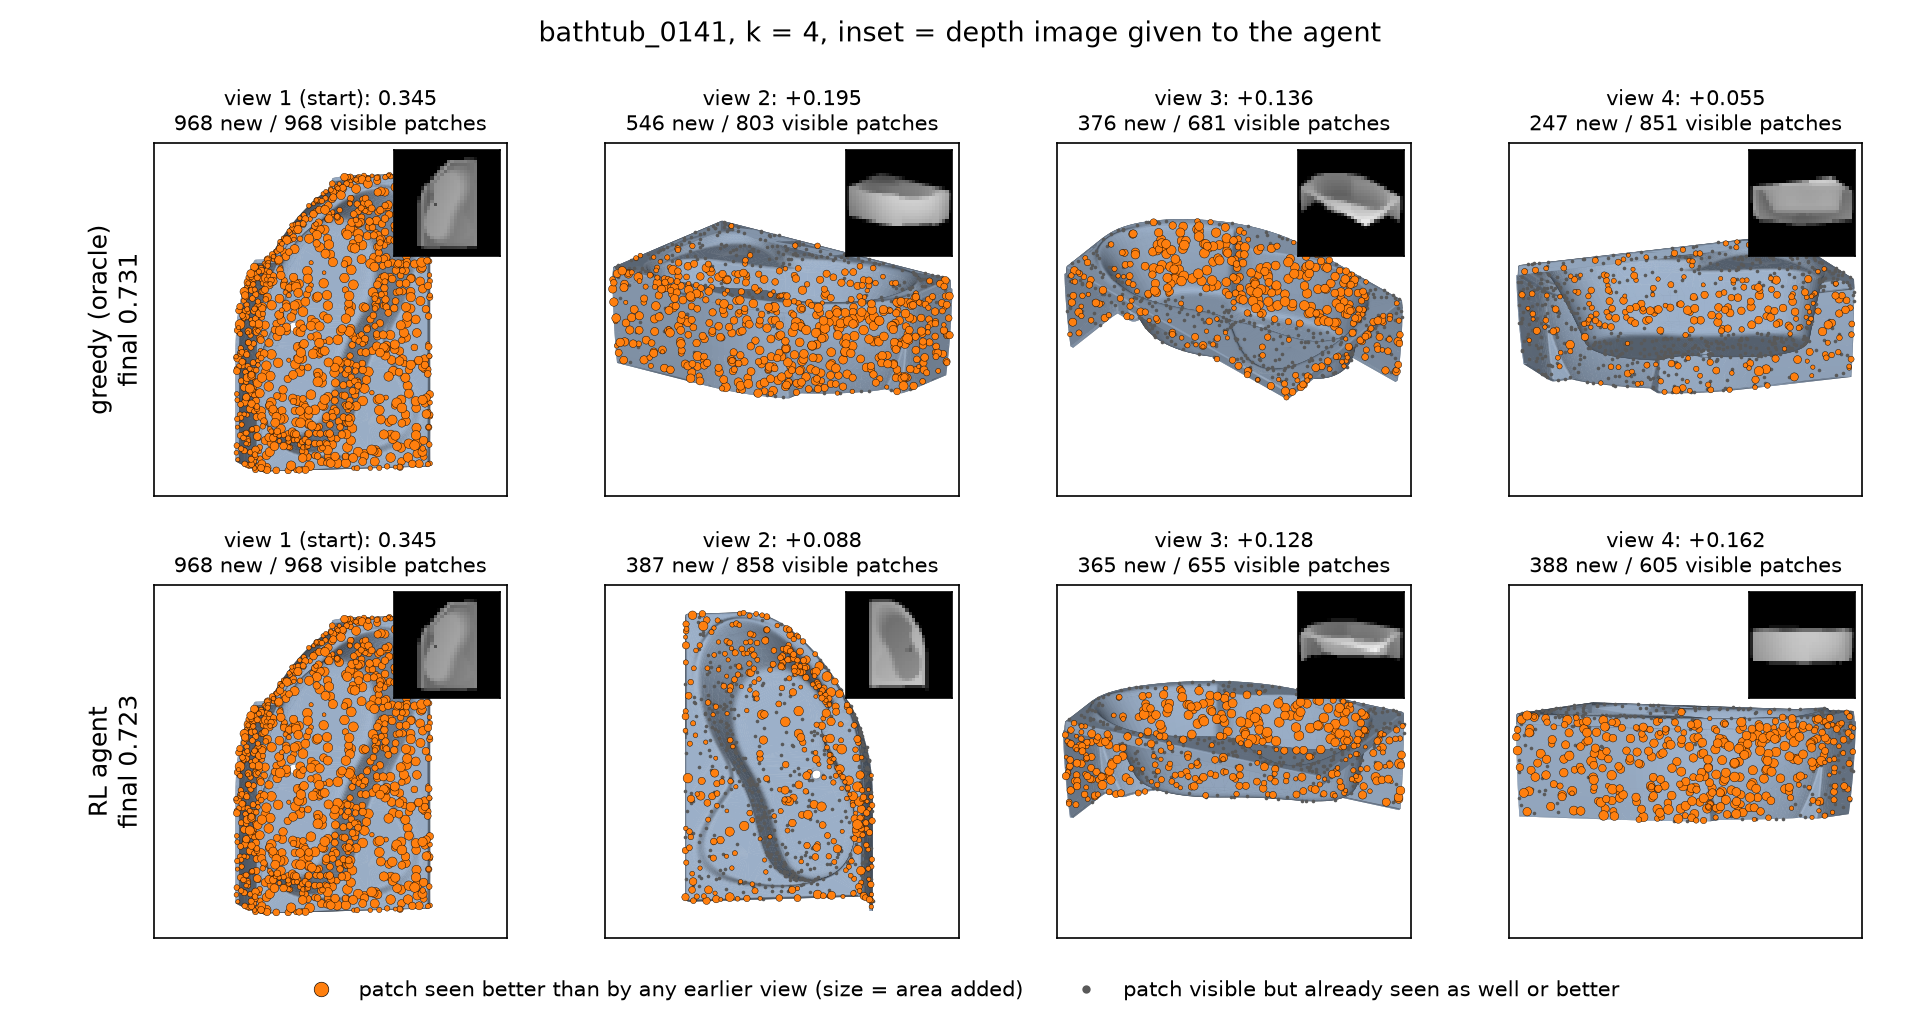 bathtub_0141, k = 4, inset = depth image given to the agent
view 1 (start): 0.345
968 new / 968 visible patches
view 2: +0.195
546 new / 803 visible patches
view 3: +0.136
376 new / 681 visible patches
view 4: +0.055
247 new / 851 visible patches
greedy (oracle)
final 0.731
view 1 (start): 0.345
968 new / 968 visible patches
view 2: +0.088
387 new / 858 visible patches
view 3: +0.128
365 new / 655 visible patches
view 4: +0.162
388 new / 605 visible patches
RL agent
final 0.723
patch seen better than by any earlier view (size = area added)
patch visible but already seen as well or better